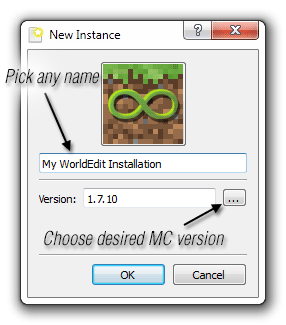 New Instance
?
Pick any name
My WorldEdit Installation
Version: 1.7.10 ...
Choose desired MC version
OK Cancel